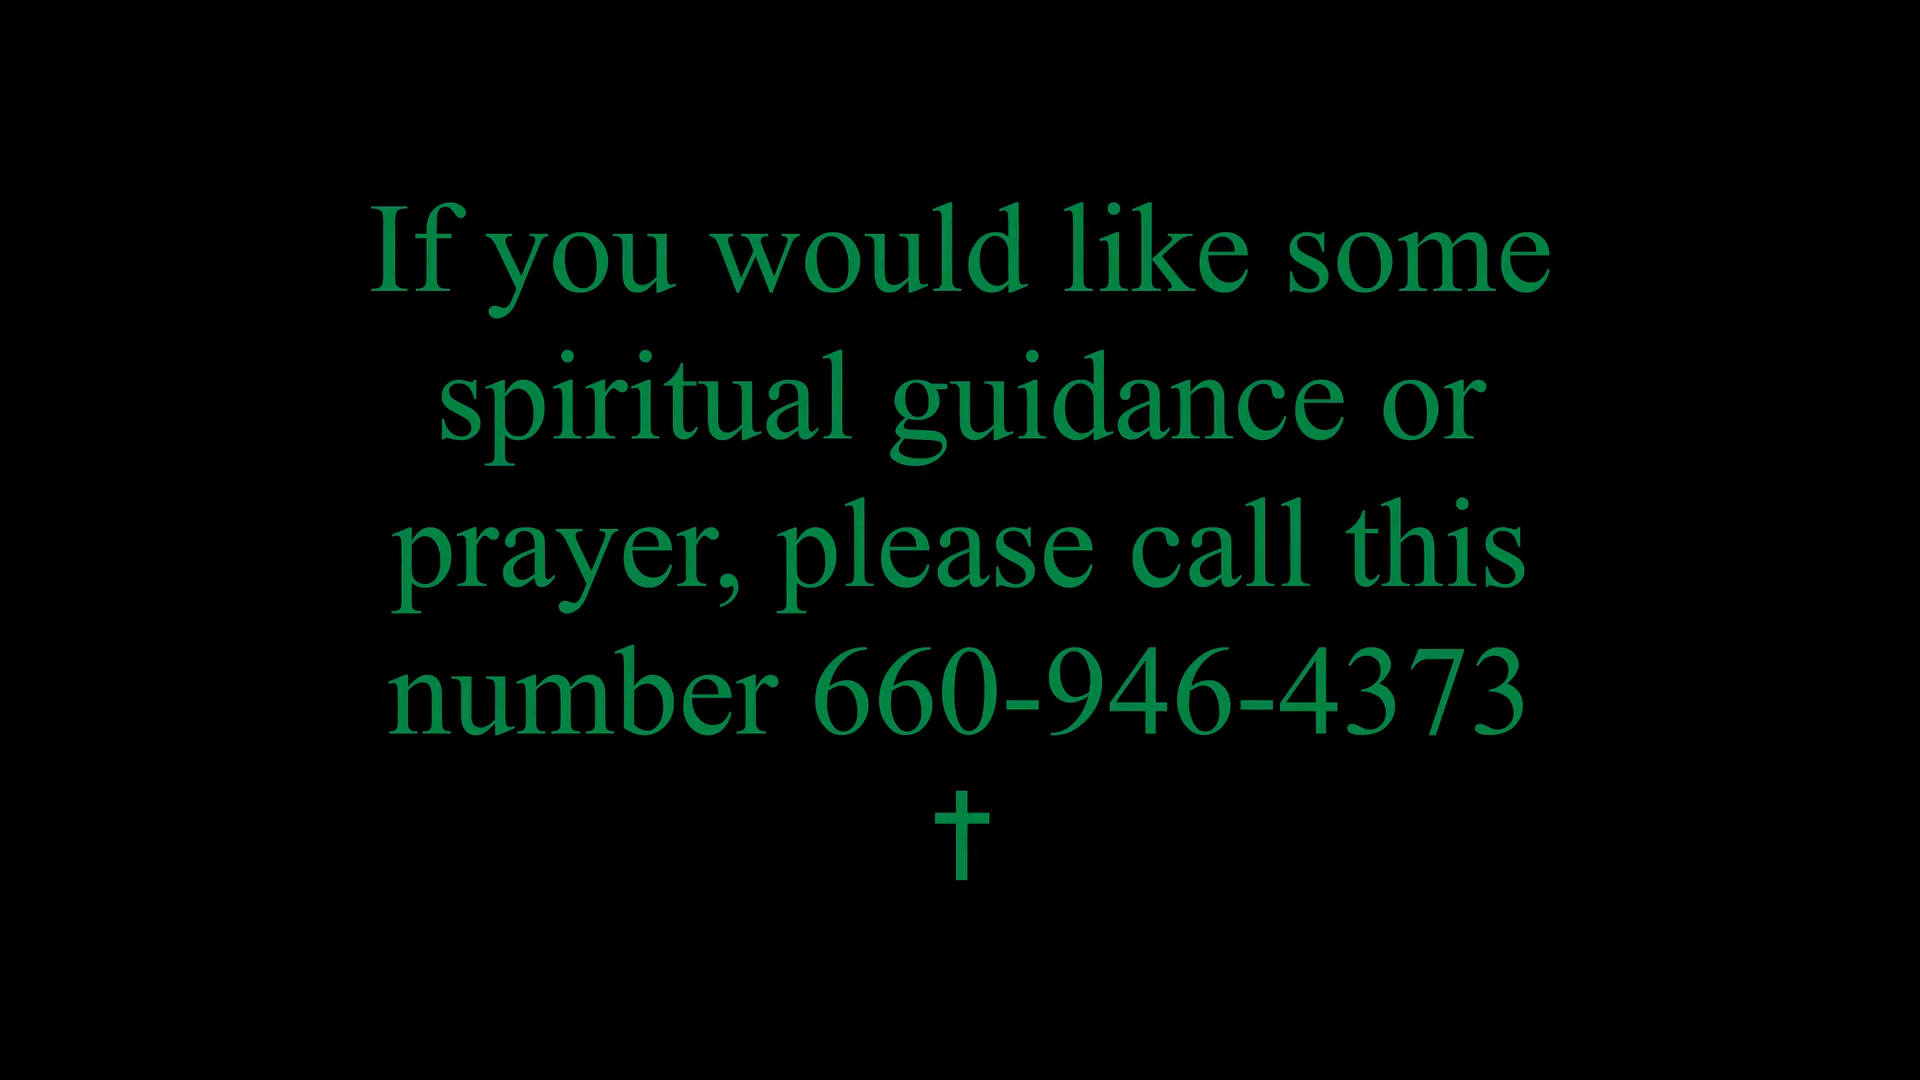 If you would like some
spiritual guidance or
prayer, please call this
number 660-946-4373
✝